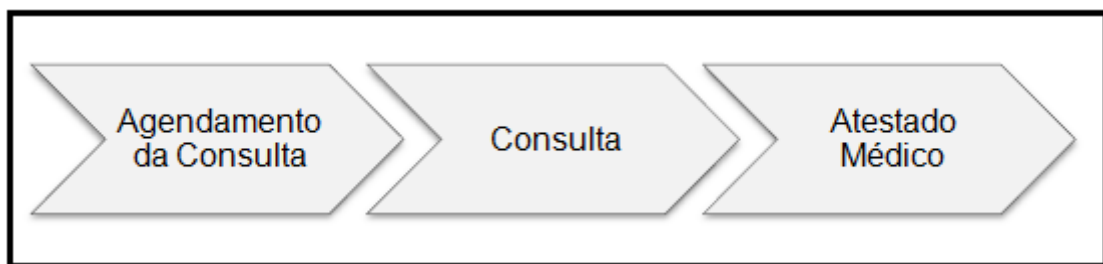 Agendamento
da Consulta
Consulta
Atestado
Médico